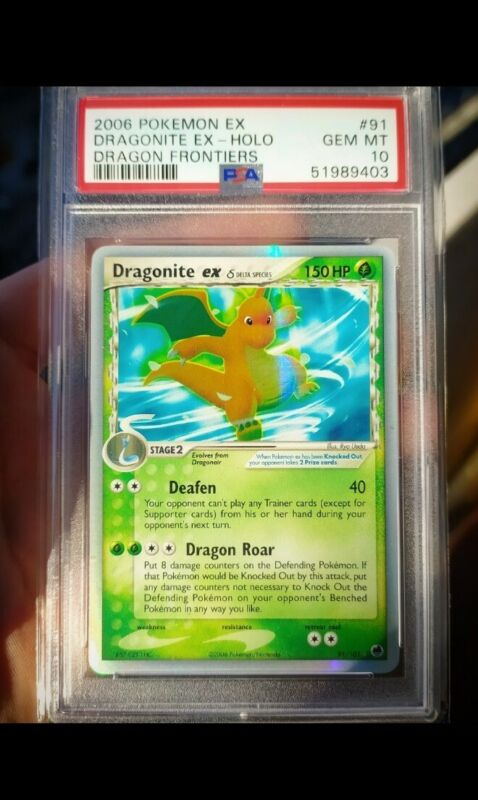 2006 POKEMON EX #91
DRAGONITE EX - HOLO GEM MT
DRAGON FRONTIERS 10
PSA 51989403
Dragonite ex δ DELTA SPECIES 150 HP
Illus. Ryo Ueda
STAGE 2
Evolves from
Dragonair
When Pokémon ex has been Knocked Out,
your opponent takes 2 Prize cards.
Deafen 40
Your opponent can't play any Trainer cards (except for
Supporter cards) from his or her hand during your
opponent's next turn.
Dragon Roar
Put 8 damage counters on the Defending Pokémon. If
that Pokémon would be Knocked Out by this attack, put
any damage counters not necessary to Knock Out the
Defending Pokémon on your opponent's Benched
Pokémon in any way you like.
weakness resistance retreat cost
©2006 Pokémon/Nintendo 91/101